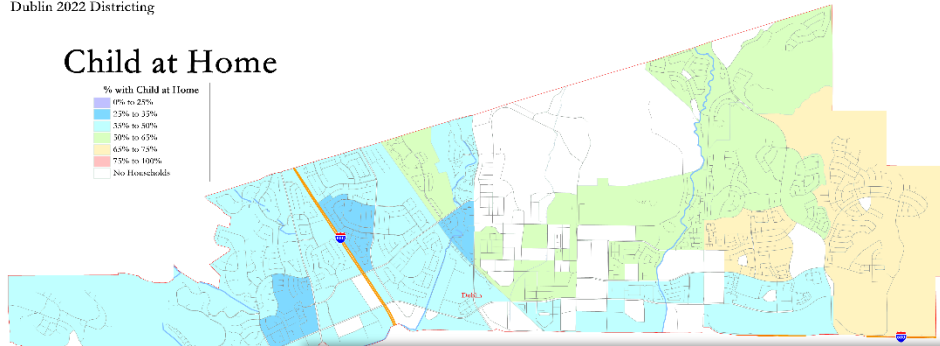 Dublin 2022 Districting
Child at Home
% with Child at Home
0% to 25%
25% to 35%
35% to 50%
50% to 65%
65% to 75%
75% to 100%
No Households
Dublin